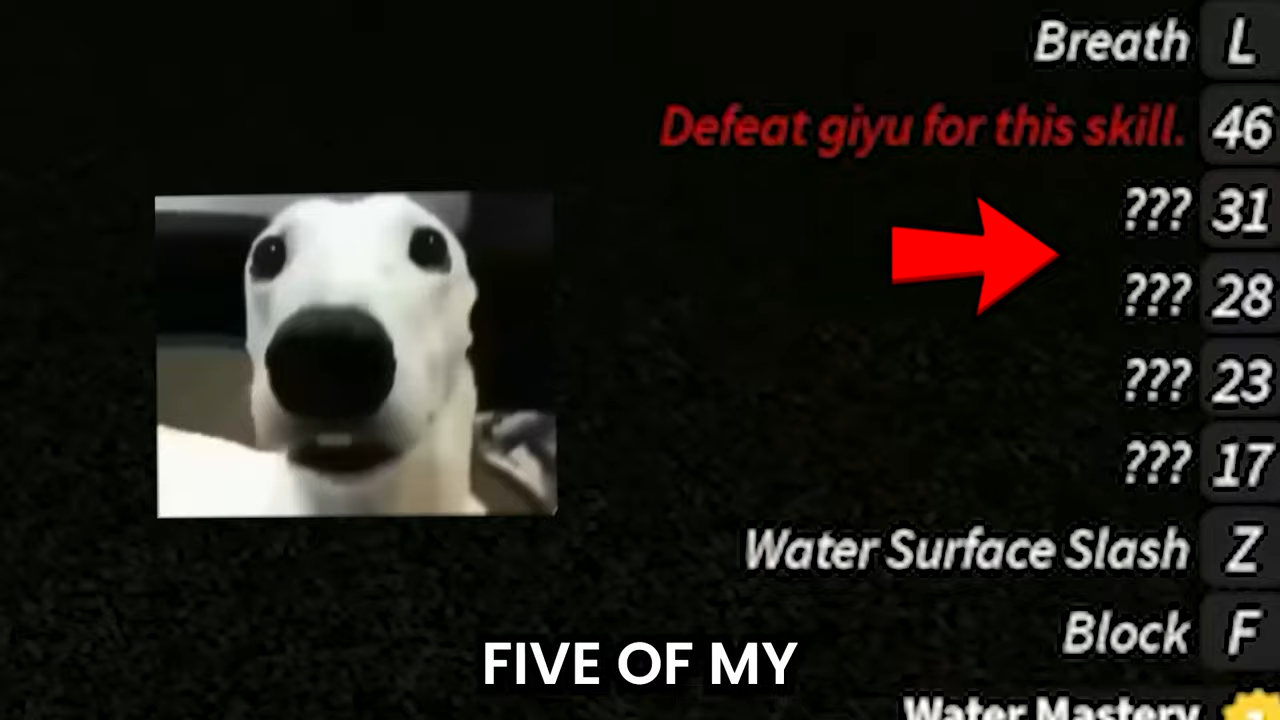 Breath L
Defeat giyu for this skill. 46
??? 31
??? 28
??? 23
??? 17
Water Surface Slash Z
Block F
FIVE OF MY
Water Mastery